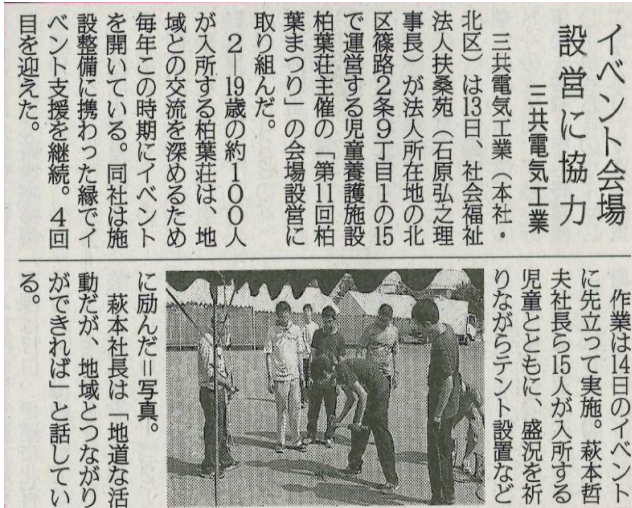 イベント会場
設営に協力
三共電気工業
三共電気工業(本社・
北区)は13日、社会福祉
法人扶桑苑(石原弘之理
事長)が法人所在地の北
区篠路2条9丁目1の15
で運営する児童養護施設
柏葉荘主催の「第11回柏
葉まつり」の会場設営に
取り組んだ。
2―19歳の約100人
が入所する柏葉荘は、地
域との交流を深めるため
毎年この時期にイベント
を開いている。同社は施
設整備に携わった縁でイ
ベント支援を継続。4回
目を迎えた。
作業は14日のイベント
に先立って実施。萩本哲
夫社長ら15人が入所する
児童とともに、盛況を祈
りながらテント設置など
に励んだ=写真。
萩本社長は「地道な活
動だが、地域とつながり
ができれば」と話してい
る。